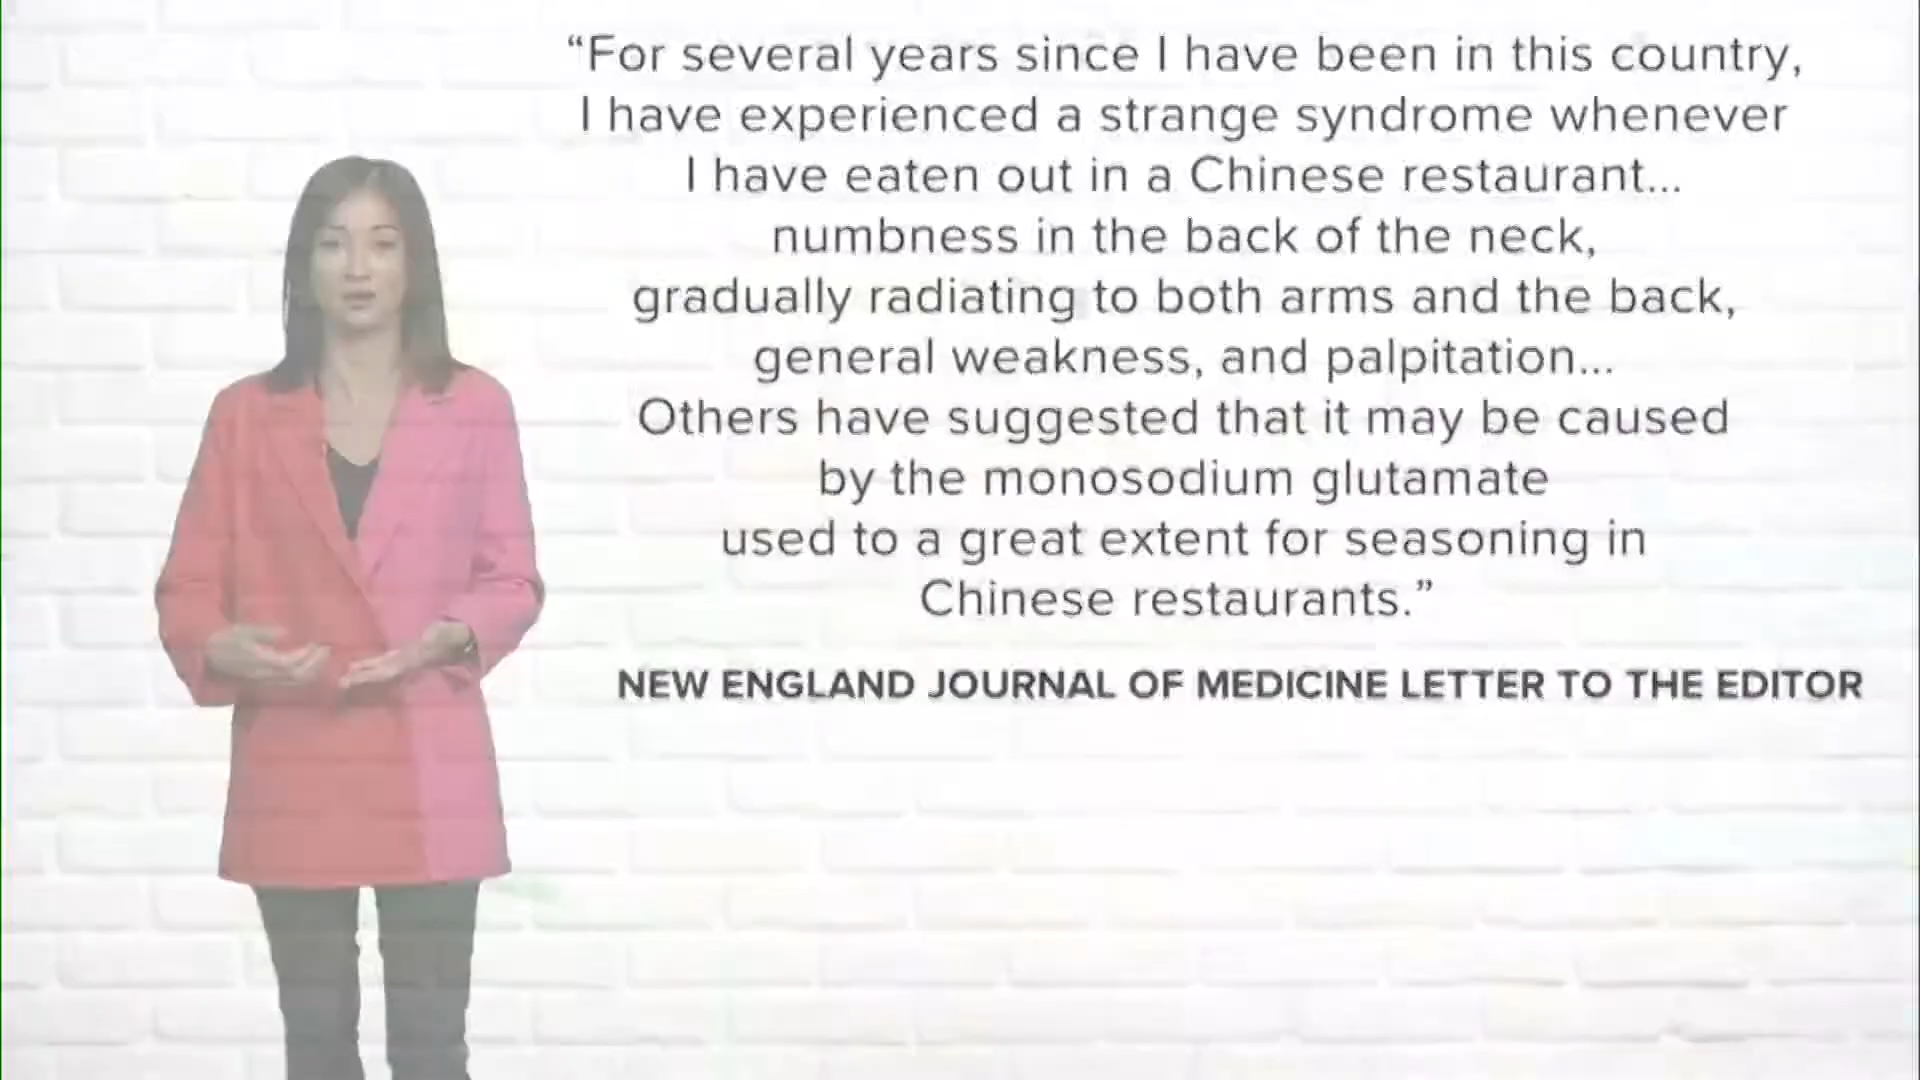 “For several years since I have been in this country,
I have experienced a strange syndrome whenever
I have eaten out in a Chinese restaurant...
numbness in the back of the neck,
gradually radiating to both arms and the back,
general weakness, and palpitation...
Others have suggested that it may be caused
by the monosodium glutamate
used to a great extent for seasoning in
Chinese restaurants.”
NEW ENGLAND JOURNAL OF MEDICINE LETTER TO THE EDITOR